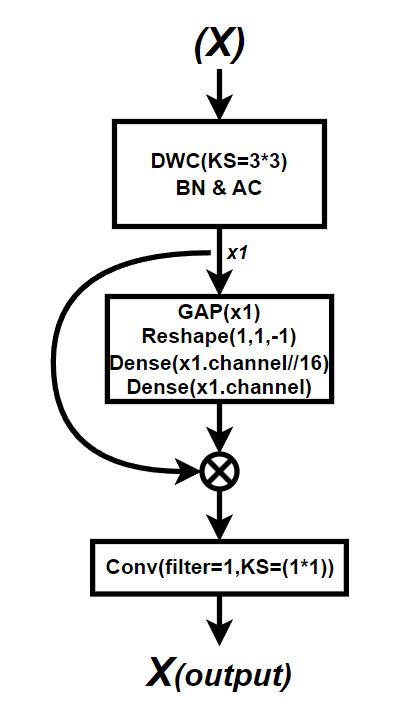 (X)
DWC(KS=3*3)
BN & AC
x1
GAP(x1)
Reshape(1,1,-1)
Dense(x1.channel//16)
Dense(x1.channel)
Conv(filter=1,KS=(1*1))
X(output)